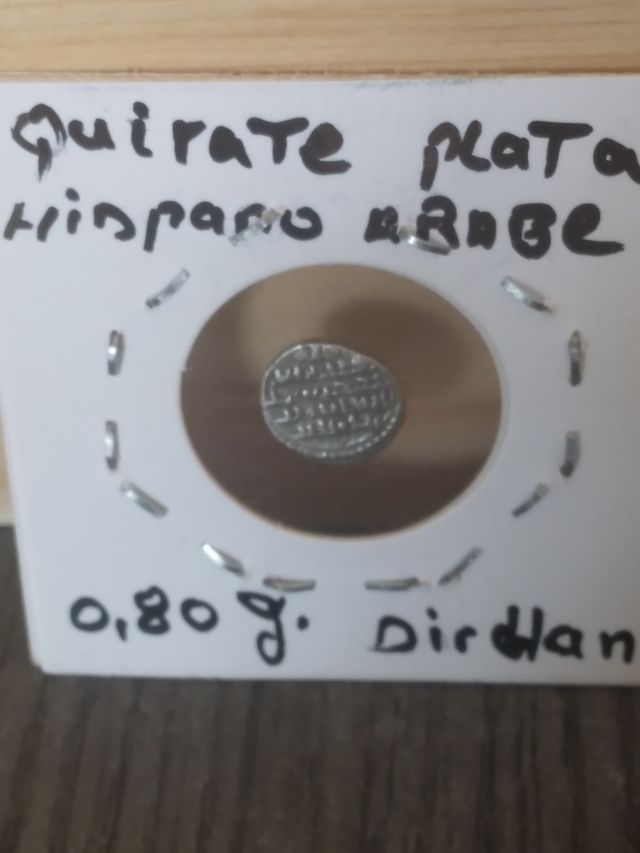 Quirate plata
Hispano ARABE
0,80 g. DirHan